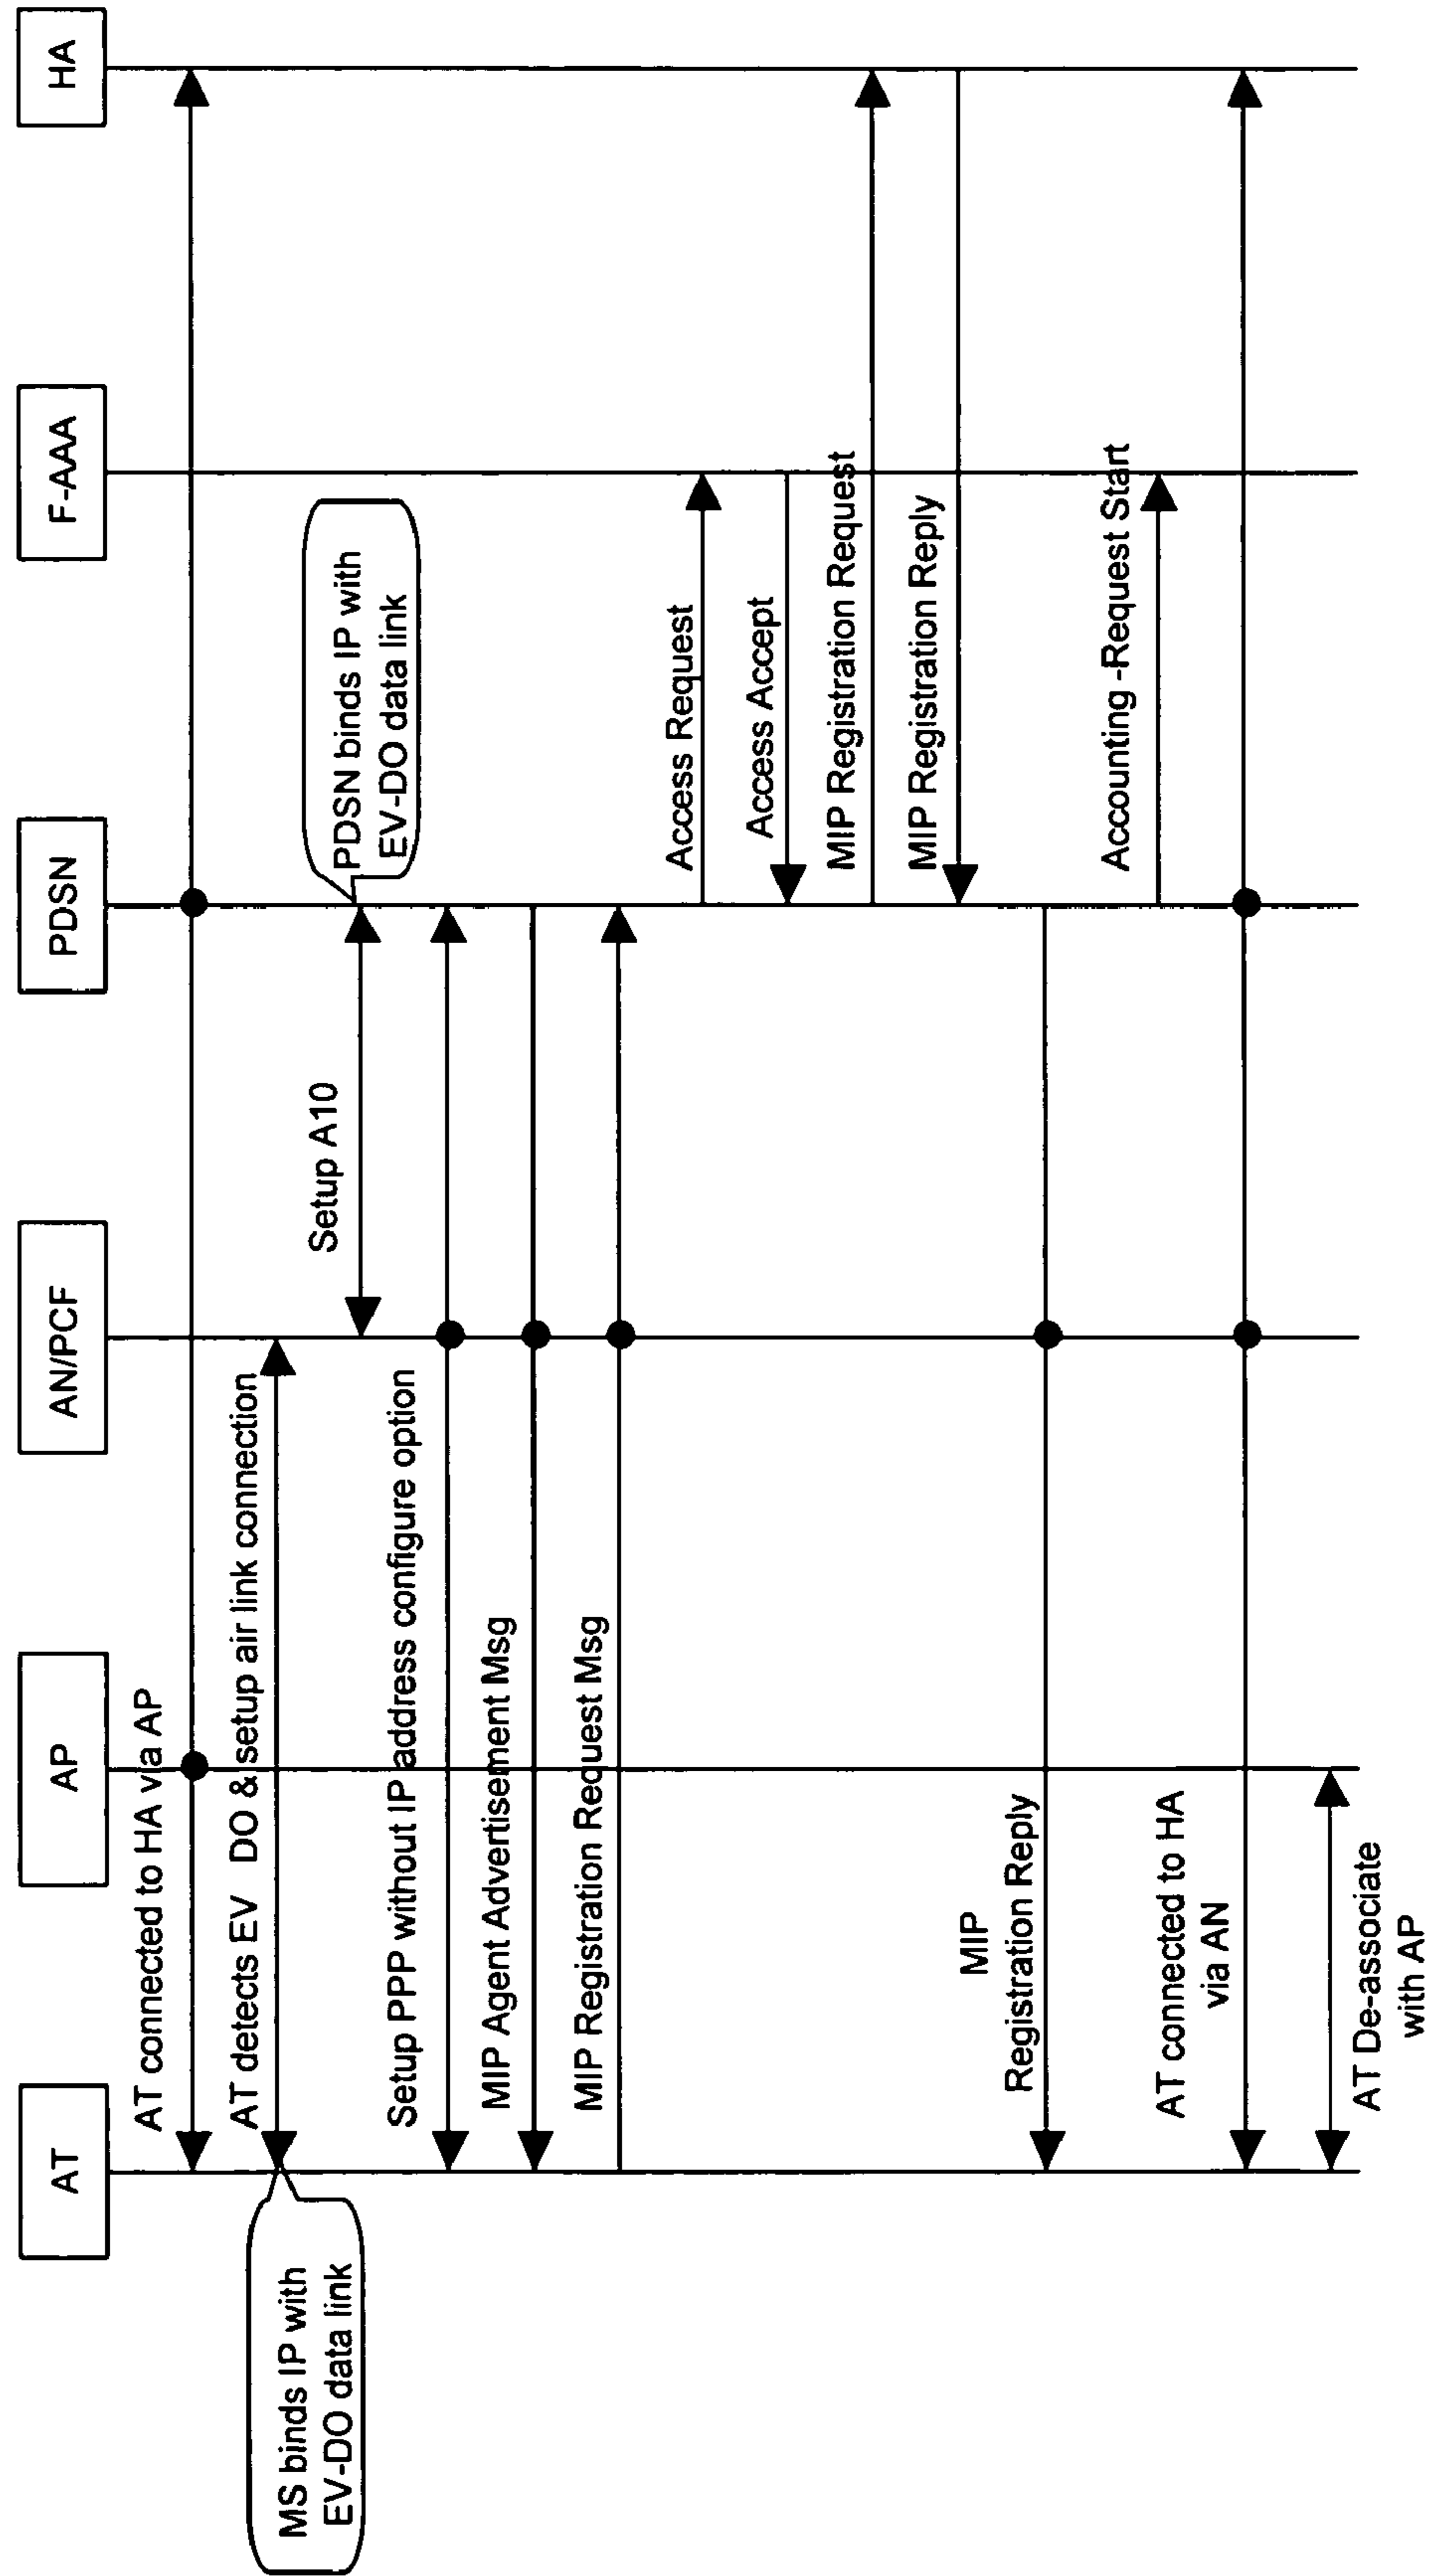 AT
AP
AN/PCF
PDSN
F-AAA
HA
AT connected to HA via AP
AT detects EV DO & setup air link connection
MS binds IP with
EV-DO data link
Setup A10
PDSN binds IP with
EV-DO data link
Setup PPP without IP address configure option
MIP Agent Advertisement Msg
MIP Registration Request Msg
Access Request
Access Accept
MIP Registration Request
MIP Registration Reply
MIP
Registration Reply
Accounting -Request Start
AT connected to HA
via AN
AT De-associate
with AP